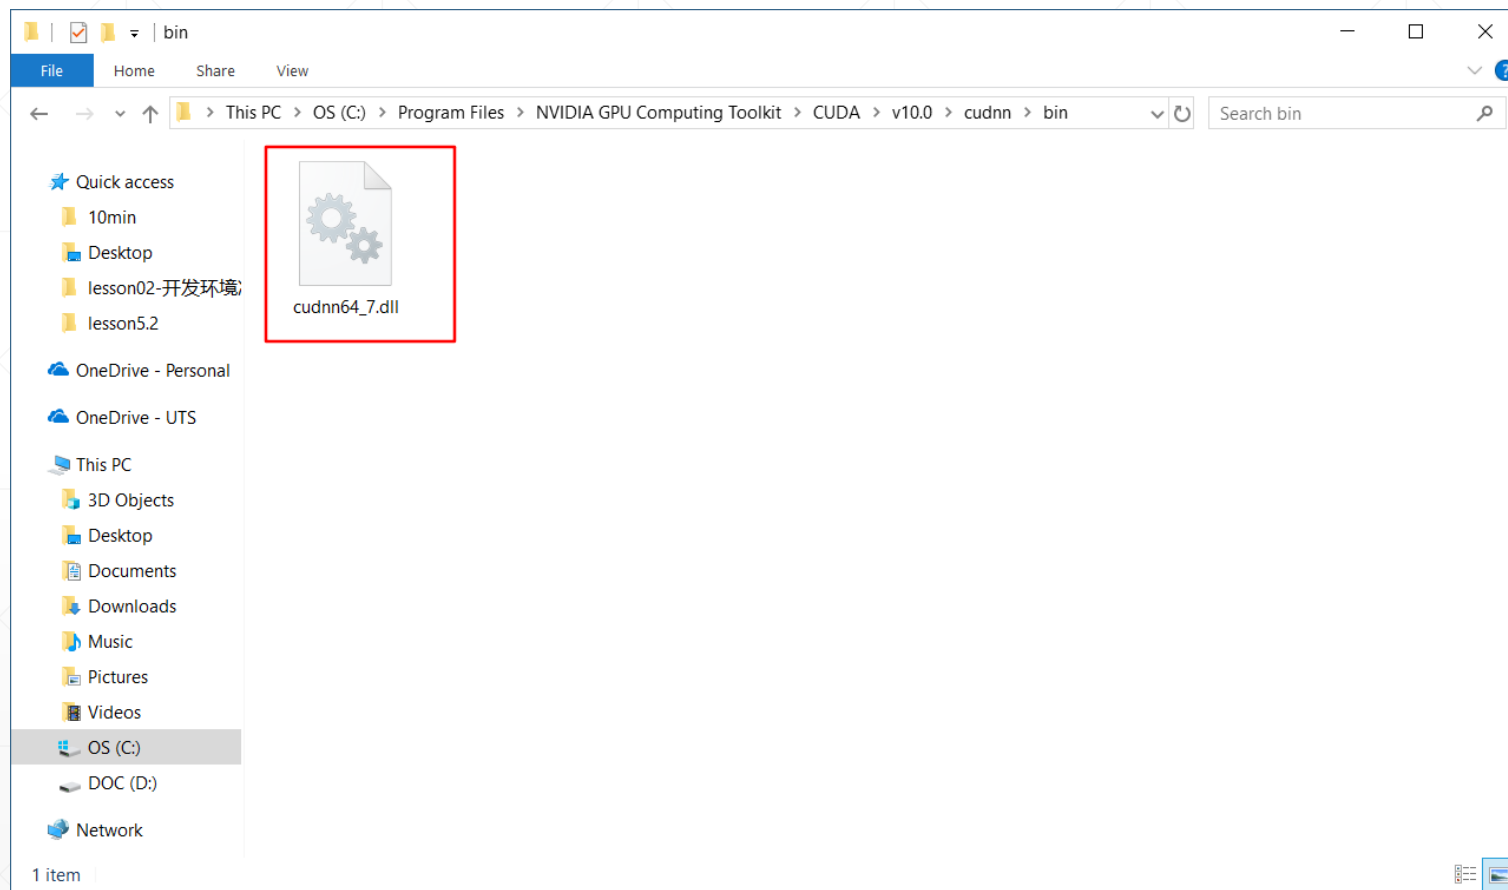 bin
File Home Share View
This PC > OS (C:) > Program Files > NVIDIA GPU Computing Toolkit > CUDA > v10.0 > cudnn > bin
Search bin
Quick access
10min
Desktop
lesson02-开发环境
lesson5.2
OneDrive - Personal
OneDrive - UTS
This PC
3D Objects
Desktop
Documents
Downloads
Music
Pictures
Videos
OS (C:)
DOC (D:)
Network
cudnn64_7.dll
1 item